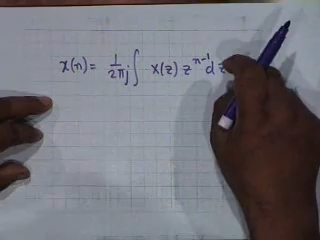 x(n) = 1/2πj ∫ X(z) z^{n-1} dz